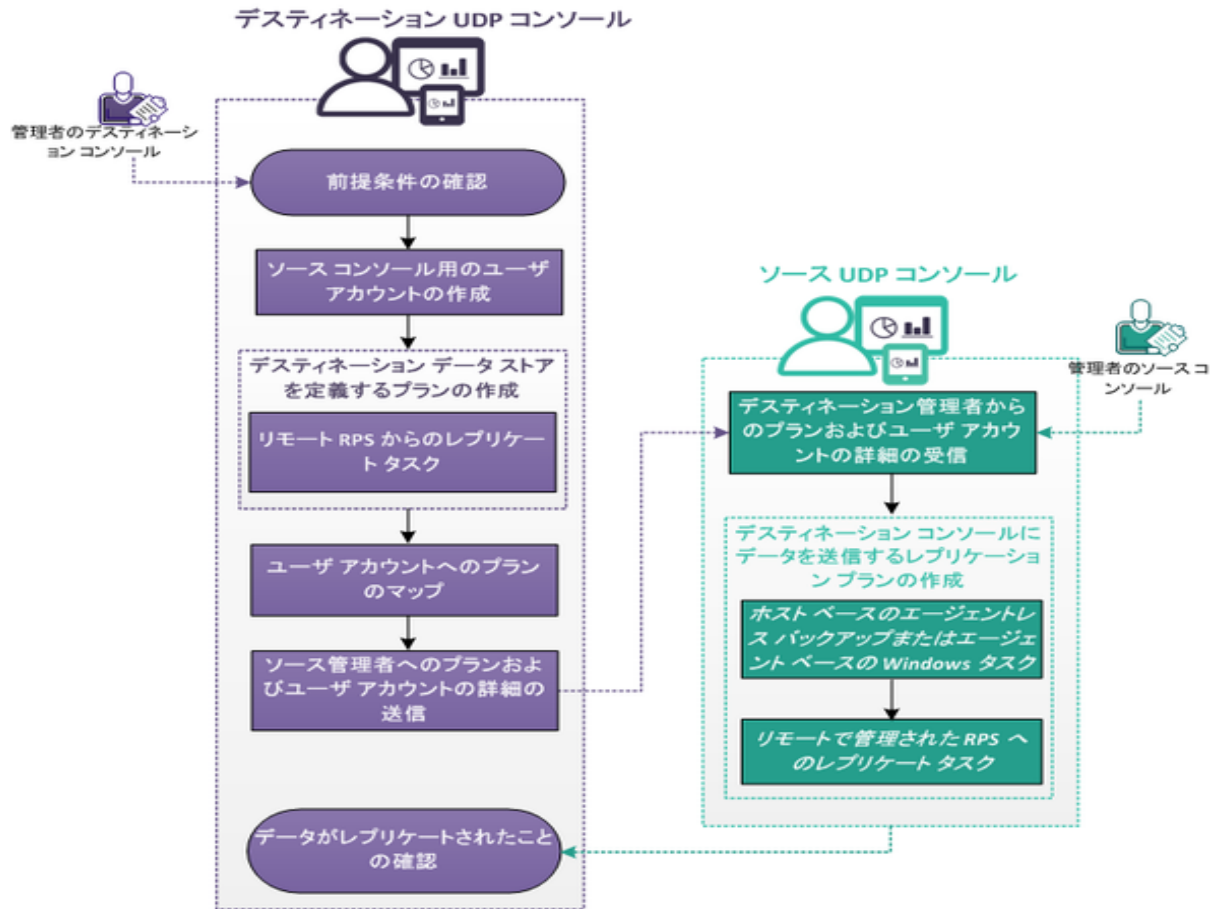 デスティネーション UDP コンソール
管理者のデスティネーシ
ョン コンソール
前提条件の確認
ソース コンソール用のユーザ
アカウントの作成
デスティネーション データ ストア
を定義するプランの作成
リモート RPS からのレプリケー
ト タスク
ユーザ アカウントへのプラン
のマップ
ソース管理者へのプランおよ
びユーザ アカウントの詳細の
送信
データがレプリケートされたこと
の確認
ソース UDP コンソール
管理者のソース コ
ンソール
デスティネーション管理者から
のプランおよびユーザ アカウ
ントの詳細の受信
デスティネーション コンソールに
データを送信するレプリケーショ
ン プランの作成
ホスト ベースのエージェントレ
ス バックアップまたはエージェ
ント ベースの Windows タスク
リモートで管理された RPS へ
のレプリケート タスク